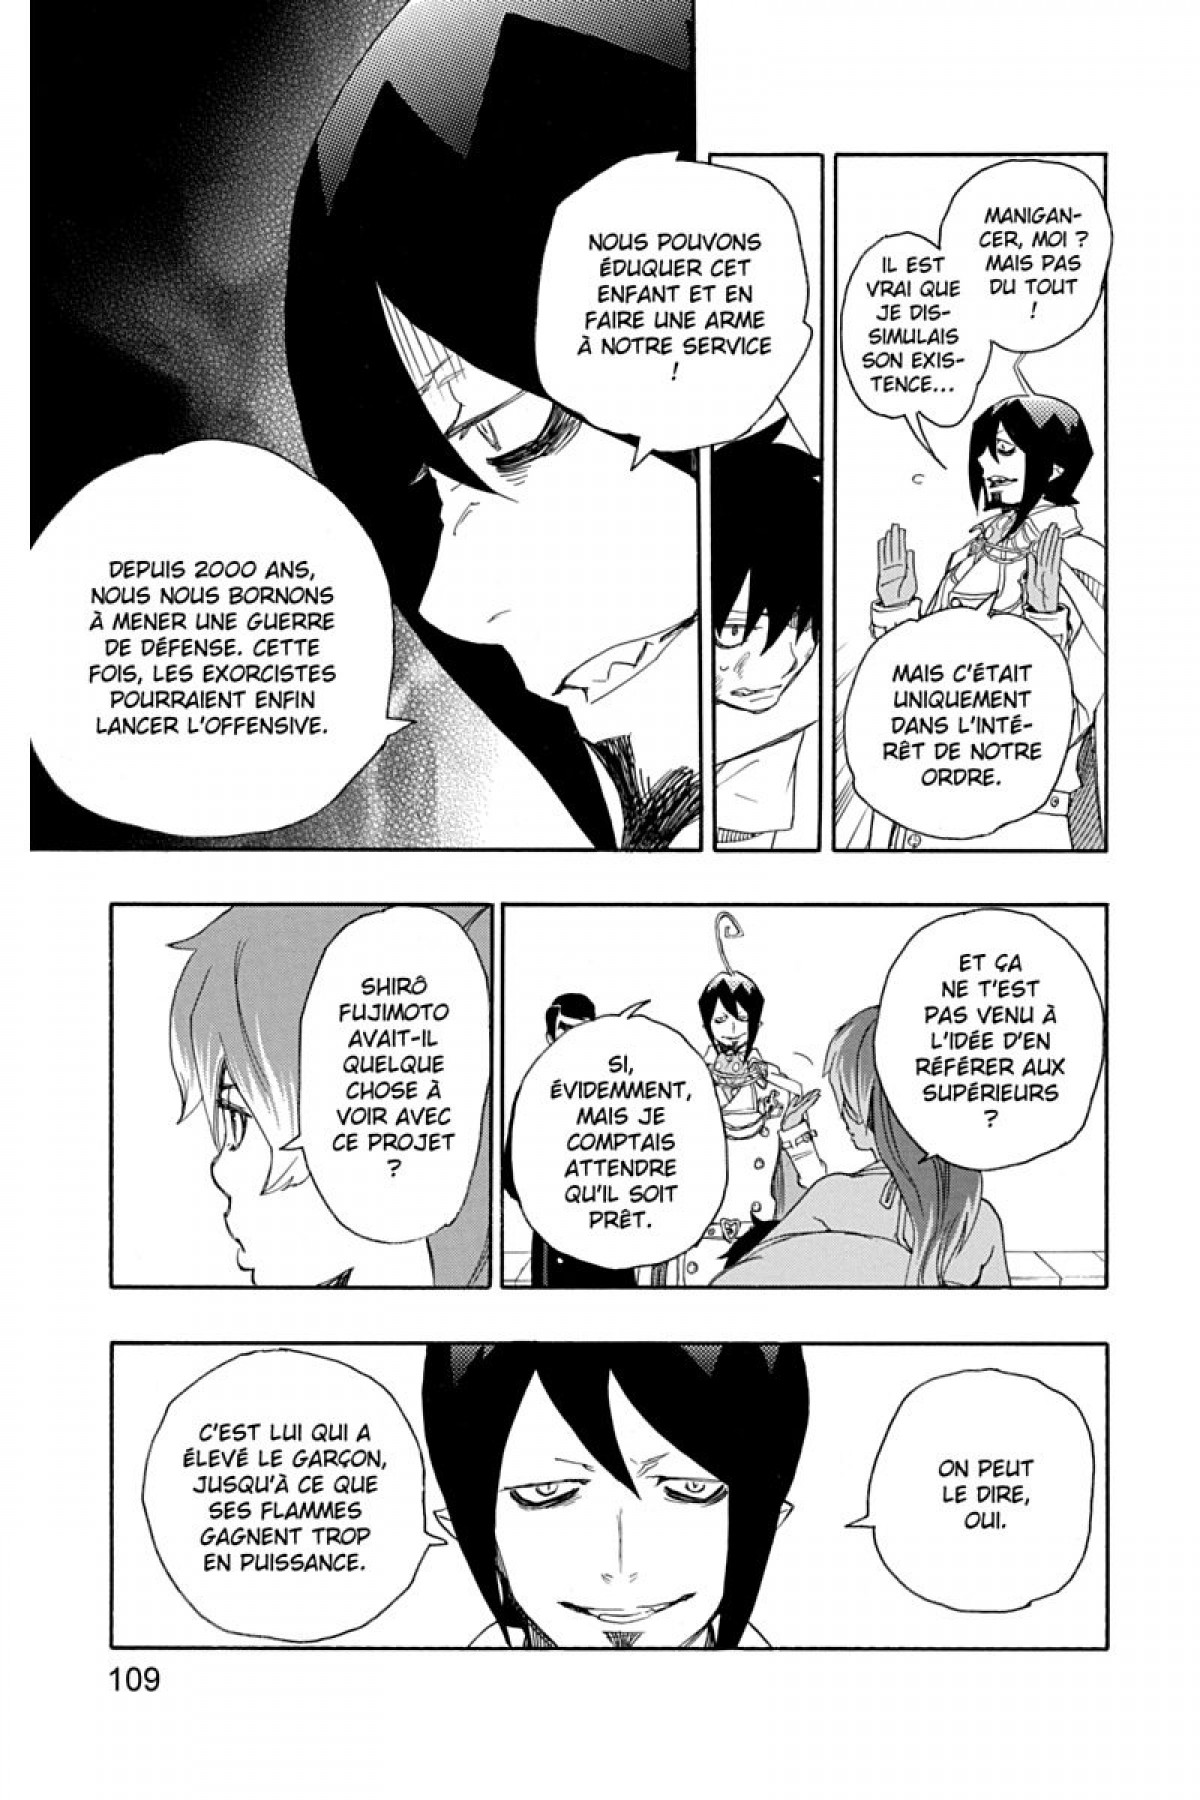 MANIGAN-
CER, MOI ?
MAIS PAS
DU TOUT
!
IL EST
VRAI QUE
JE DIS-
SIMULAIS
SON EXIS-
TENCE...
MAIS C'ÉTAIT
UNIQUEMENT
DANS L'INTÉ-
RÊT DE NOTRE
ORDRE.
NOUS POUVONS
ÉDUQUER CET
ENFANT ET EN
FAIRE UNE ARME
À NOTRE SERVICE
!
DEPUIS 2000 ANS,
NOUS NOUS BORNONS
À MENER UNE GUERRE
DE DÉFENSE. CETTE
FOIS, LES EXORCISTES
POURRAIENT ENFIN
LANCER L'OFFENSIVE.
ET ÇA
NE T'EST
PAS VENU À
L'IDÉE D'EN
RÉFÉRER AUX
SUPÉRIEURS
?
SI,
ÉVIDEMMENT,
MAIS JE
COMPTAIS
ATTENDRE
QU'IL SOIT
PRÊT.
SHIRÔ
FUJIMOTO
AVAIT-IL
QUELQUE
CHOSE À
VOIR AVEC
CE PROJET
?
ON PEUT
LE DIRE,
OUI.
C'EST LUI QUI A
ÉLEVÉ LE GARÇON,
JUSQU'À CE QUE
SES FLAMMES
GAGNENT TROP
EN PUISSANCE.
109